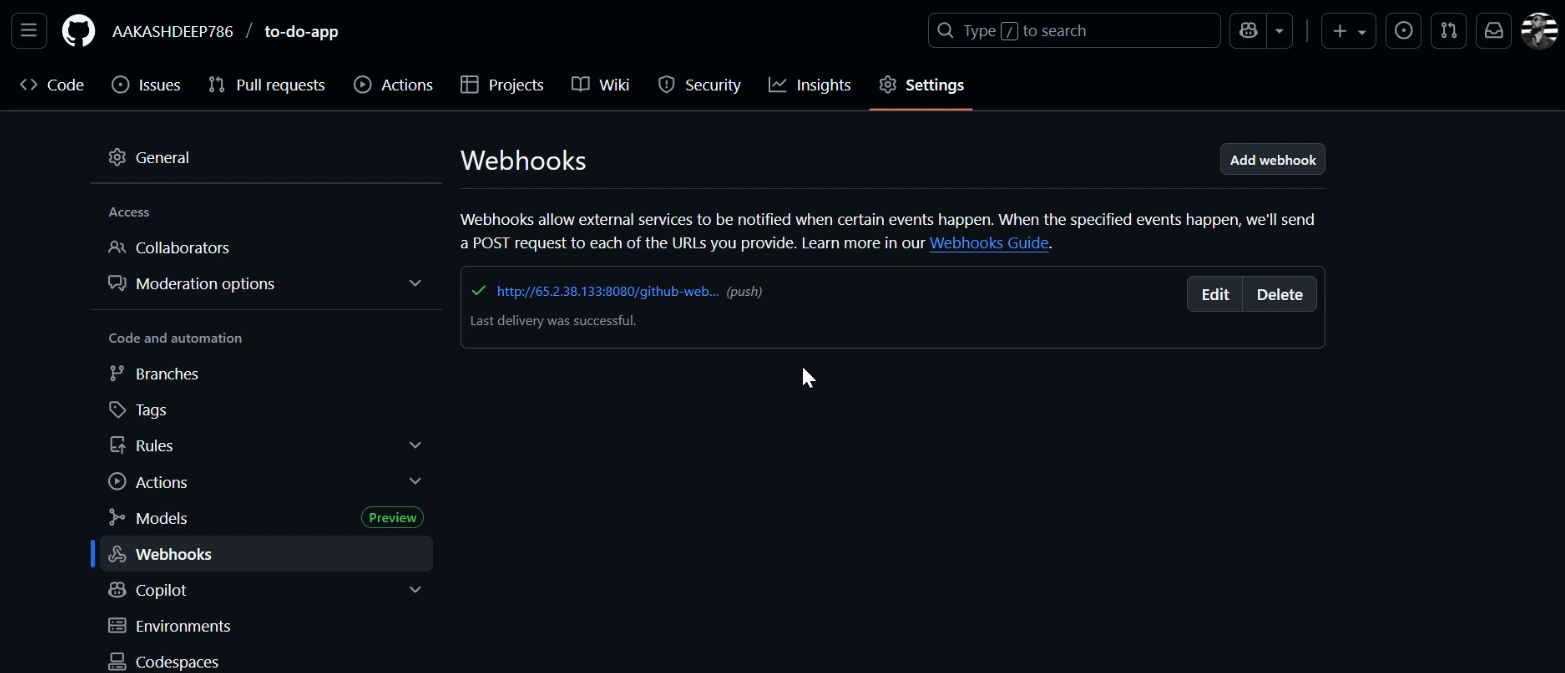 AAKASHDEEP786 / to-do-app
Type / to search
Code
Issues
Pull requests
Actions
Projects
Wiki
Security
Insights
Settings
General
Access
Collaborators
Moderation options
Code and automation
Branches
Tags
Rules
Actions
Models
Preview
Webhooks
Copilot
Environments
Codespaces
Webhooks
Add webhook
Webhooks allow external services to be notified when certain events happen. When the specified events happen, we'll send
a POST request to each of the URLs you provide. Learn more in our Webhooks Guide.
http://65.2.38.133:8080/github-web... (push)
Edit
Delete
Last delivery was successful.